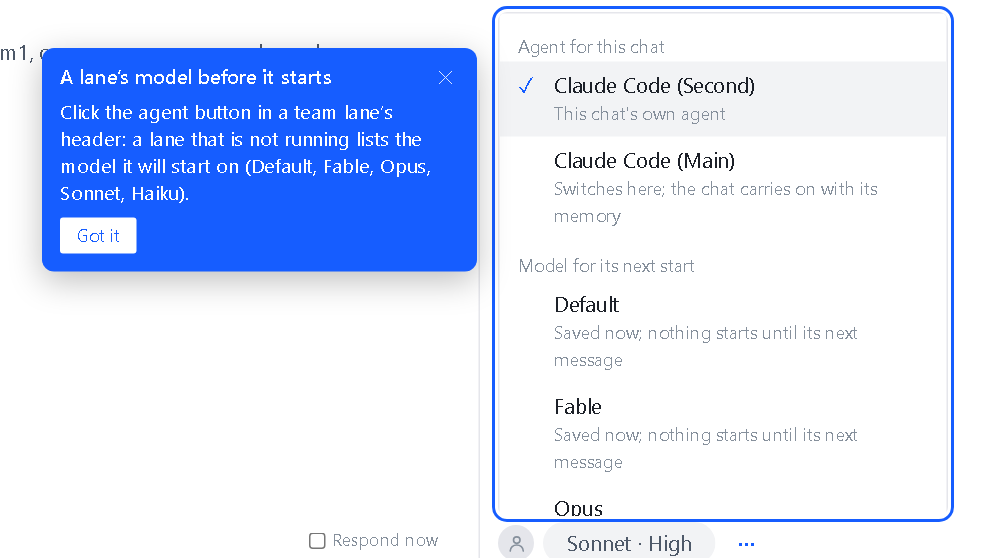 m1,
A lane's model before it starts
Click the agent button in a team lane's
header: a lane that is not running lists the
model it will start on (Default, Fable, Opus,
Sonnet, Haiku).
Got it
Respond now
Agent for this chat
Claude Code (Second)
This chat's own agent
Claude Code (Main)
Switches here; the chat carries on with its
memory
Model for its next start
Default
Saved now; nothing starts until its next
message
Fable
Saved now; nothing starts until its next
message
Opus
Sonnet · High